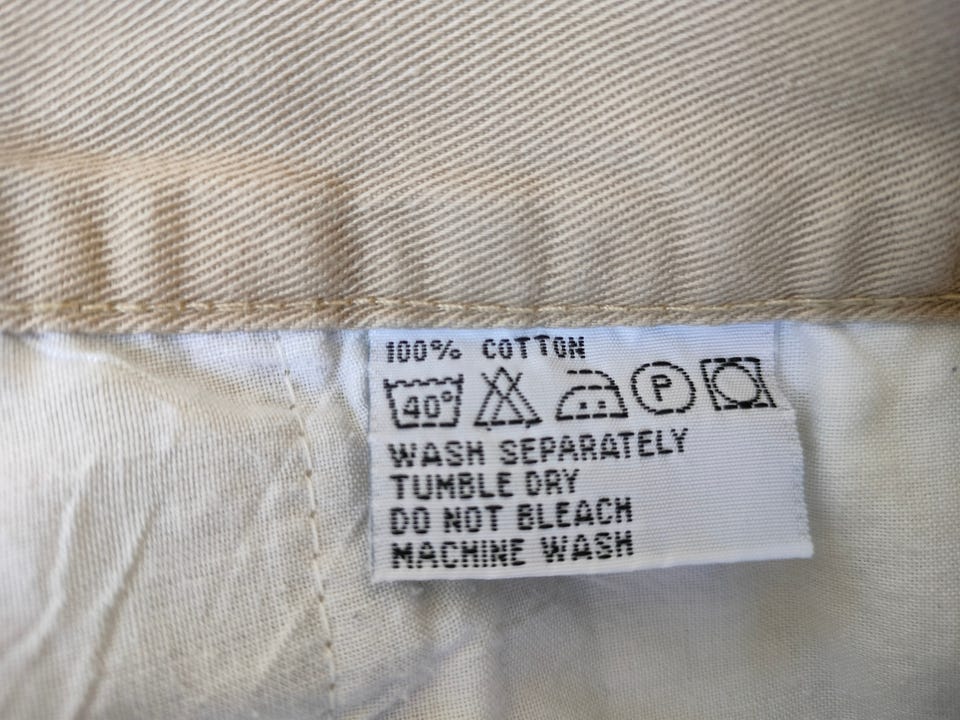 100% COTTON
40° P
WASH SEPARATELY
TUMBLE DRY
DO NOT BLEACH
MACHINE WASH